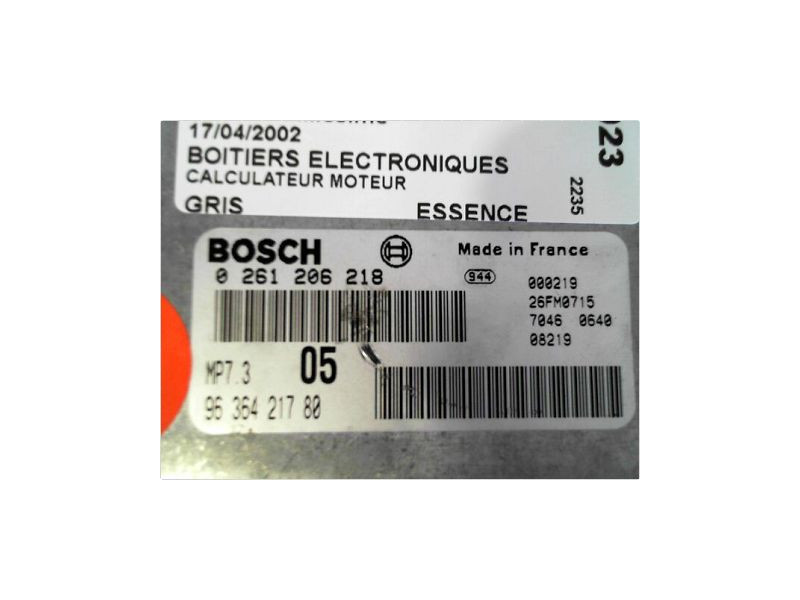 17/04/2002
BOITIERS ELECTRONIQUES
CALCULATEUR MOTEUR
GRIS ESSENCE
2235
BOSCH Made in France
0 261 206 218 944 000219
26FM0715
7046 0640
08219
MP7.3 05
96 364 217 80